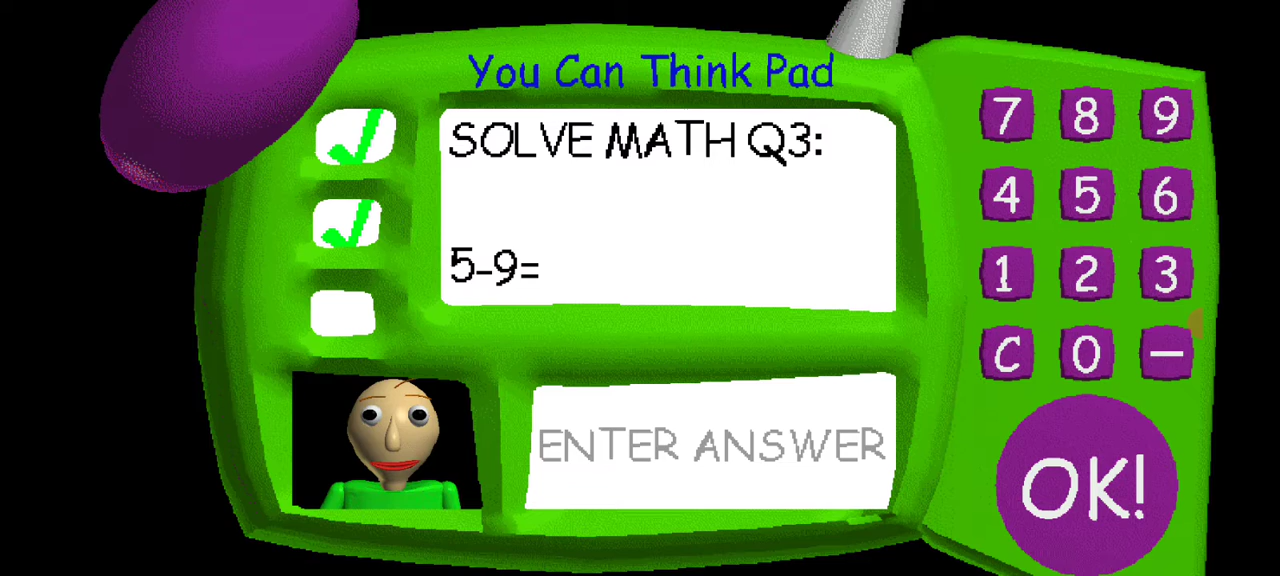 You Can Think Pad
SOLVE MATH Q3:
5-9=
ENTER ANSWER
7 8 9
4 5 6
1 2 3
C 0 —
OK!